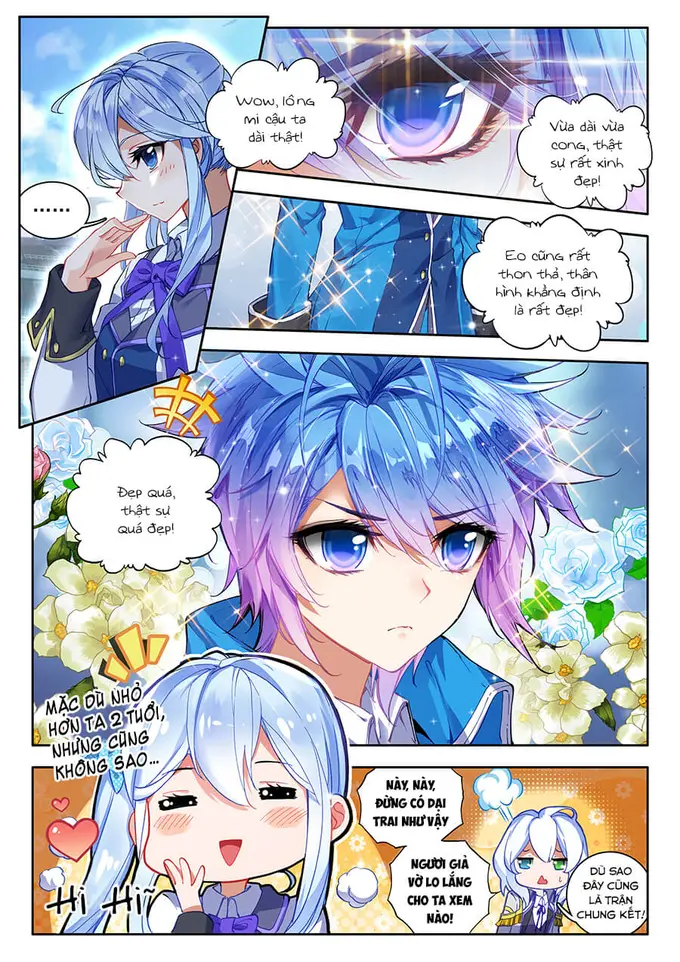 ......
Wow, lông
mi cậu ta
dài thật!
Vừa dài vừa
cong, thật
sự rất xinh
đẹp!
Eo cũng rất
thon thả, thân
hình khẳng định
là rất đẹp!
Đẹp quá,
thật sự
quá đẹp!
MẶC DÙ NHỎ
HƠN TA 2 TUỔI,
NHƯNG CŨNG
KHÔNG SAO...
Hì Hiĩ
NÀY, NÀY,
ĐỪNG CÓ DẠI
TRAI NHƯ VẬY
NGƯƠI GIẢ
VỜ LO LẮNG
CHO TA XEM
NÀO!
DÙ SAO
ĐÂY CŨNG
LÀ TRẬN
CHUNG KẾT!